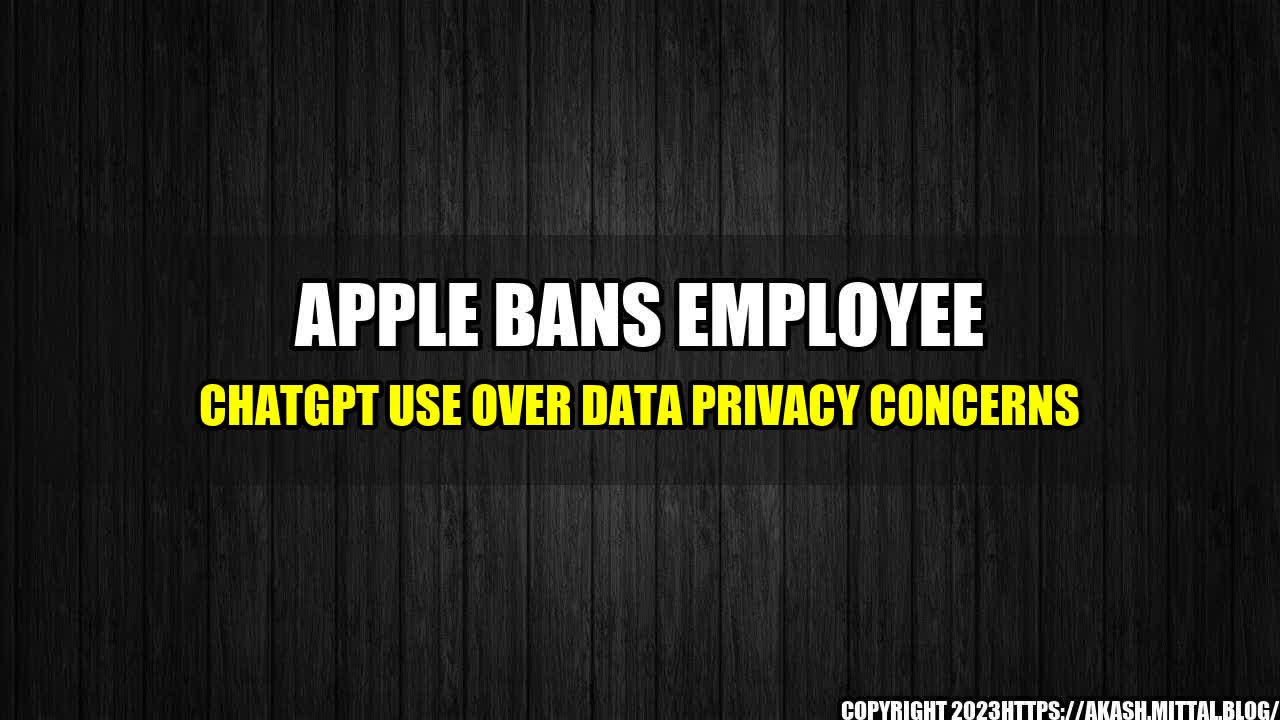 APPLE BANS EMPLOYEE
CHATGPT USE OVER DATA PRIVACY CONCERNS
COPYRIGHT 2023HTTPS://AKASH.MITTAL.BLOG/